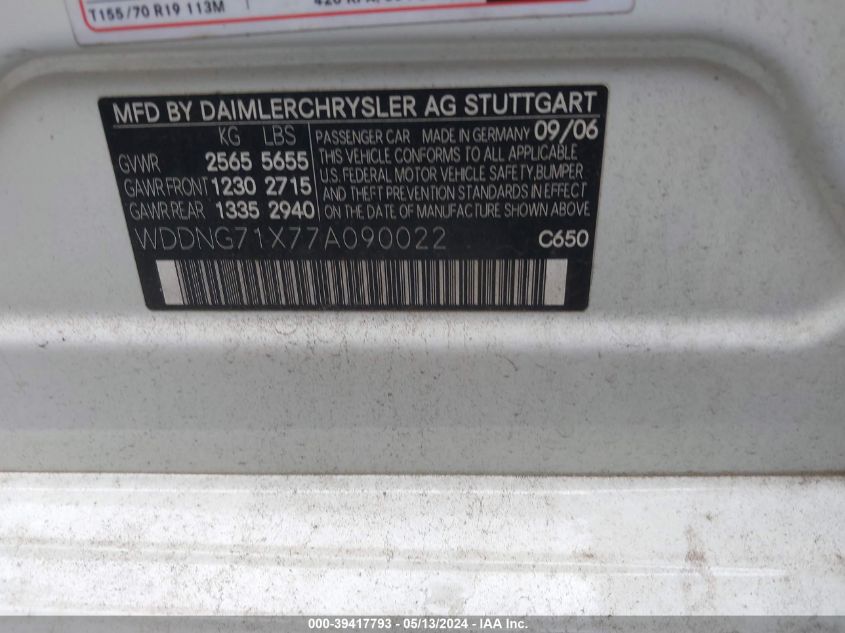 T155/70 R19 113M
MFD BY DAIMLERCHRYSLER AG STUTTGART
KG LBS
GVWR 2565 5655
GAWR FRONT 1230 2715
GAWR REAR 1335 2940
PASSENGER CAR MADE IN GERMANY 09/06
THIS VEHICLE CONFORMS TO ALL APPLICABLE
U.S. FEDERAL MOTOR VEHICLE SAFETY, BUMPER
AND THEFT PREVENTION STANDARDS IN EFFECT
ON THE DATE OF MANUFACTURE SHOWN ABOVE
WDDNG71X77A090022 C650
000-39417793 - 05/13/2024 - IAA Inc.